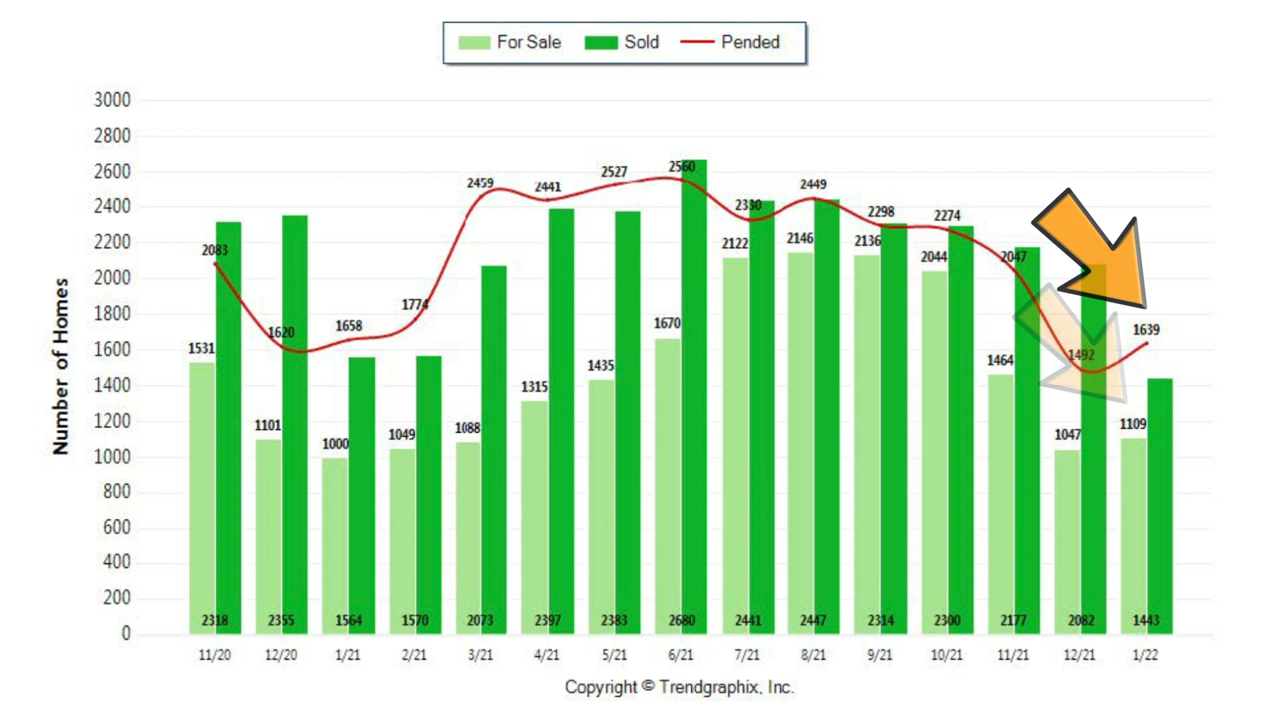 For Sale Sold Pended
3000
2800
2600
2400
2200
2000
1800
1600
1400
1200
1000
800
600
400
200
0
Number of Homes
2083 1620 1658 1774 2459 2441 2527 2560 2330 2449 2298 2274 2047 1492 1639
1531 1101 1000 1049 1088 1315 1435 1670 2122 2146 2136 2044 1464 1047 1109
2318 2355 1564 1570 2073 2397 2383 2680 2441 2447 2314 2300 2177 2082 1443
11/20 12/20 1/21 2/21 3/21 4/21 5/21 6/21 7/21 8/21 9/21 10/21 11/21 12/21 1/22
Copyright © Trendgraphix, Inc.